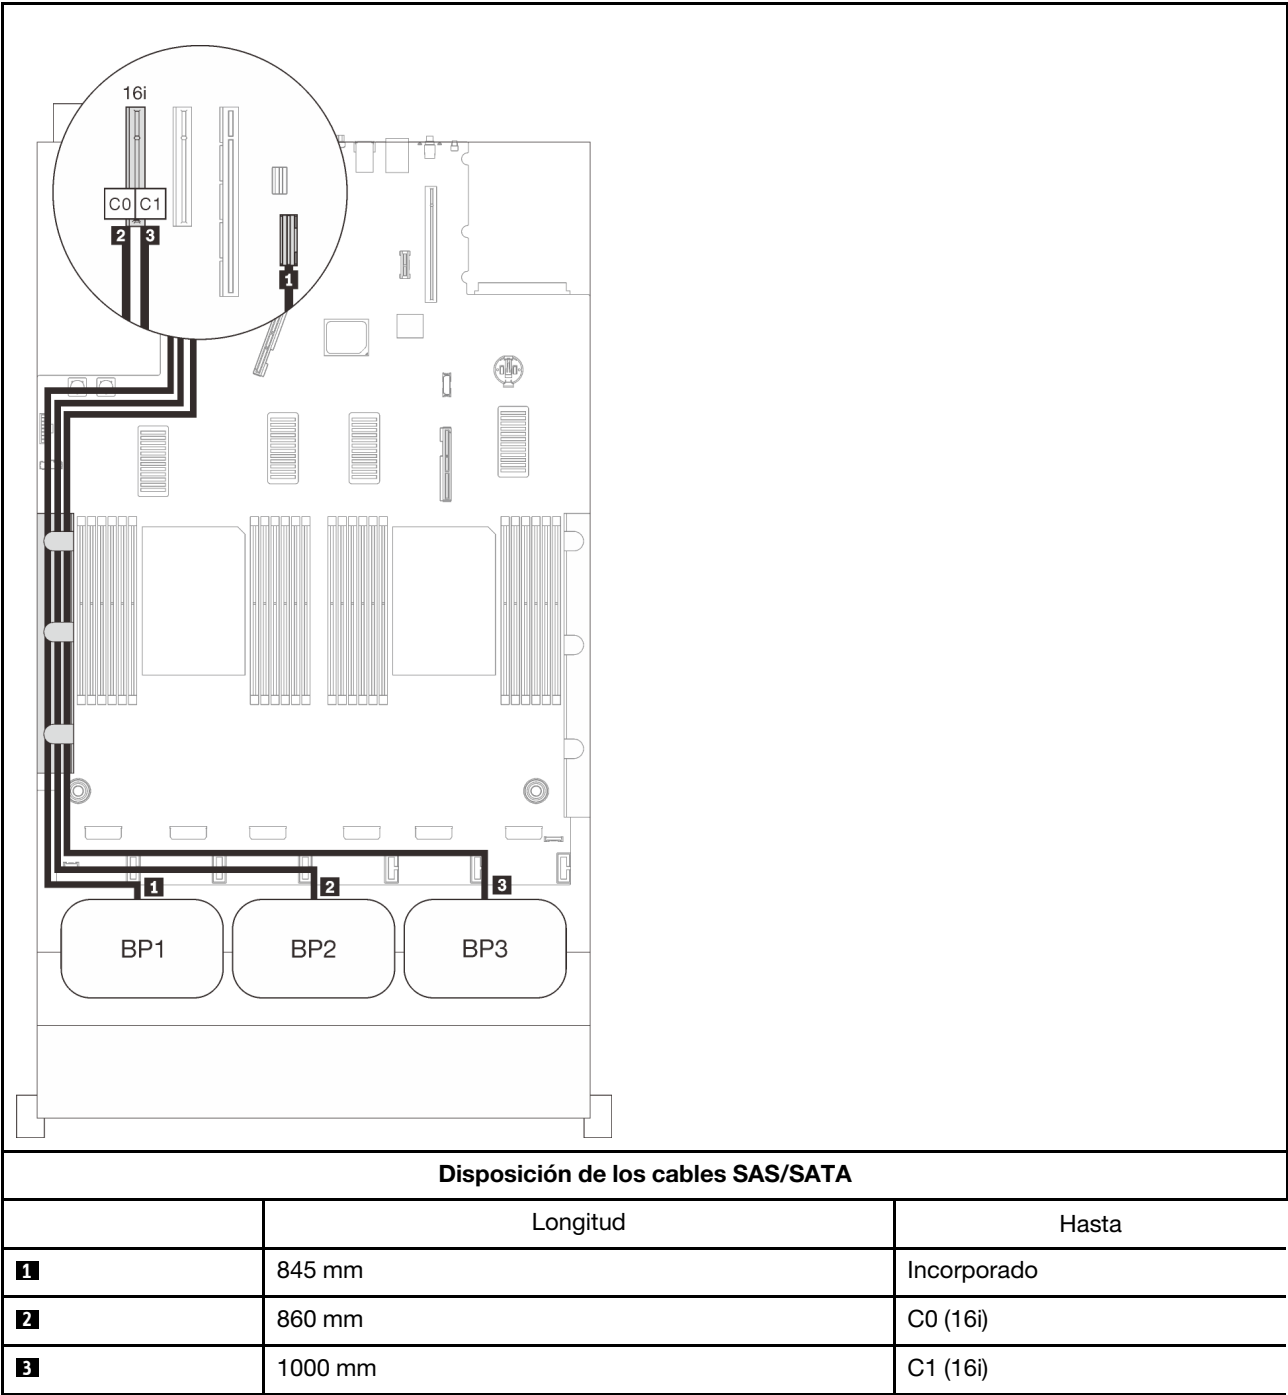 16i
C0 C1
2 3
1
1 2 3
BP1 BP2 BP3
Disposición de los cables SAS/SATA
Longitud Hasta
1 845 mm Incorporado
2 860 mm C0 (16i)
3 1000 mm C1 (16i)